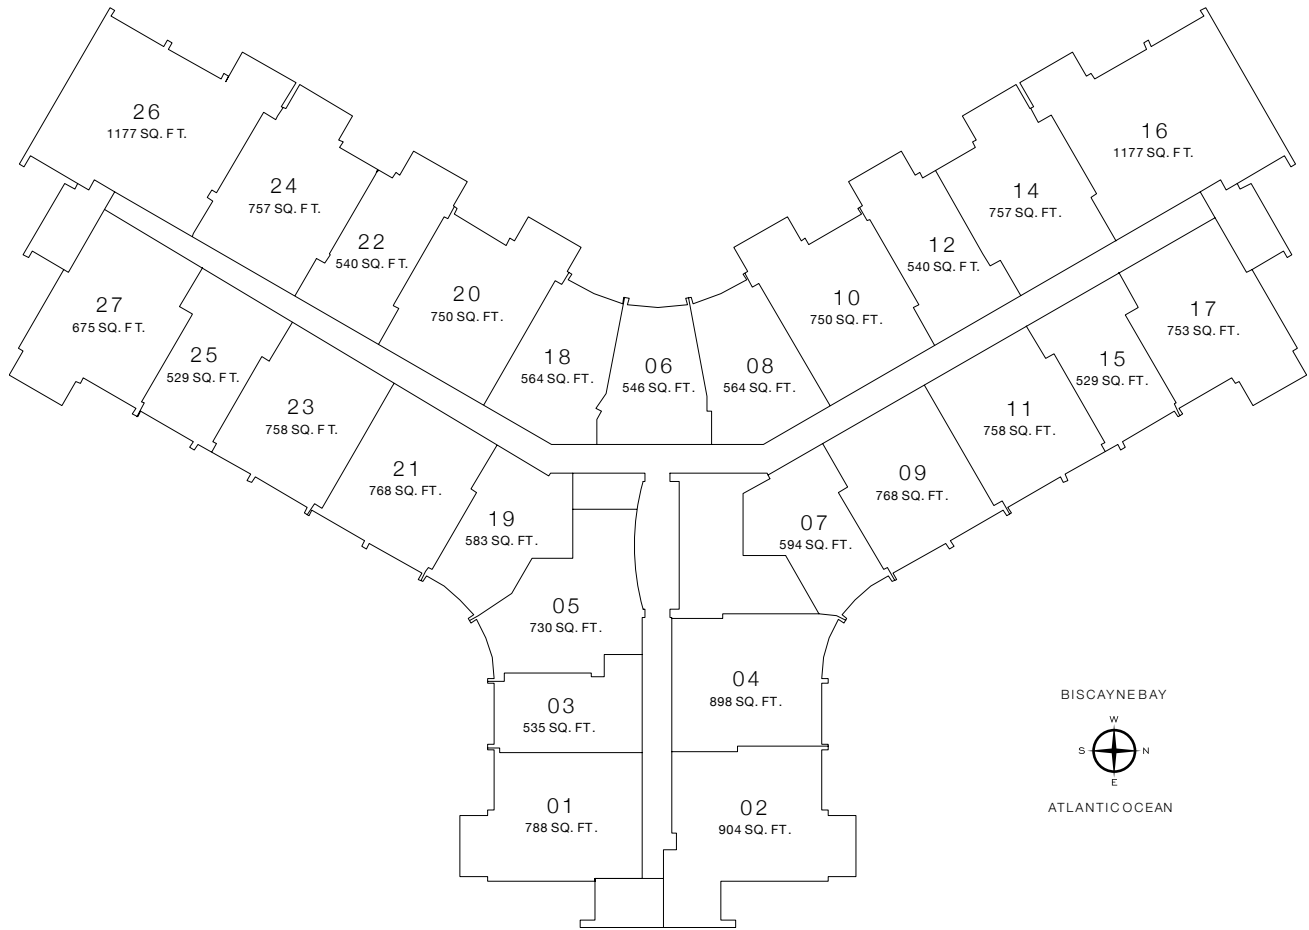 26
1177 SQ. FT.
16
1177 SQ. FT.
24
757 SQ. FT.
14
757 SQ. FT.
22
540 SQ. FT.
12
540 SQ. FT.
20
750 SQ. FT.
10
750 SQ. FT.
27
675 SQ. FT.
17
753 SQ. FT.
25
529 SQ. FT.
18
564 SQ. FT.
06
546 SQ. FT.
08
564 SQ. FT.
15
529 SQ. FT.
23
758 SQ. FT.
11
758 SQ. FT.
21
768 SQ. FT.
09
768 SQ. FT.
19
583 SQ. FT.
07
594 SQ. FT.
05
730 SQ. FT.
04
898 SQ. FT.
03
535 SQ. FT.
01
788 SQ. FT.
02
904 SQ. FT.
BISCAYNE BAY
W
S N
E
ATLANTIC OCEAN